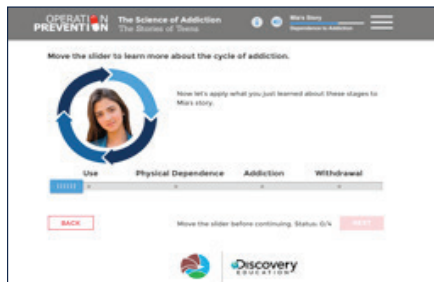 OPERATION
PREVENTION
The Science of Addiction
The Stories of Teens
Mia's Story
Dependence to Addiction
Move the slider to learn more about the cycle of addiction.
Now let's apply what you just learned about these stages to
Mia's story.
Use Physical Dependence Addiction Withdrawal
BACK
Move the slider before continuing. Status: 0/4
NEXT
Discovery
EDUCATION